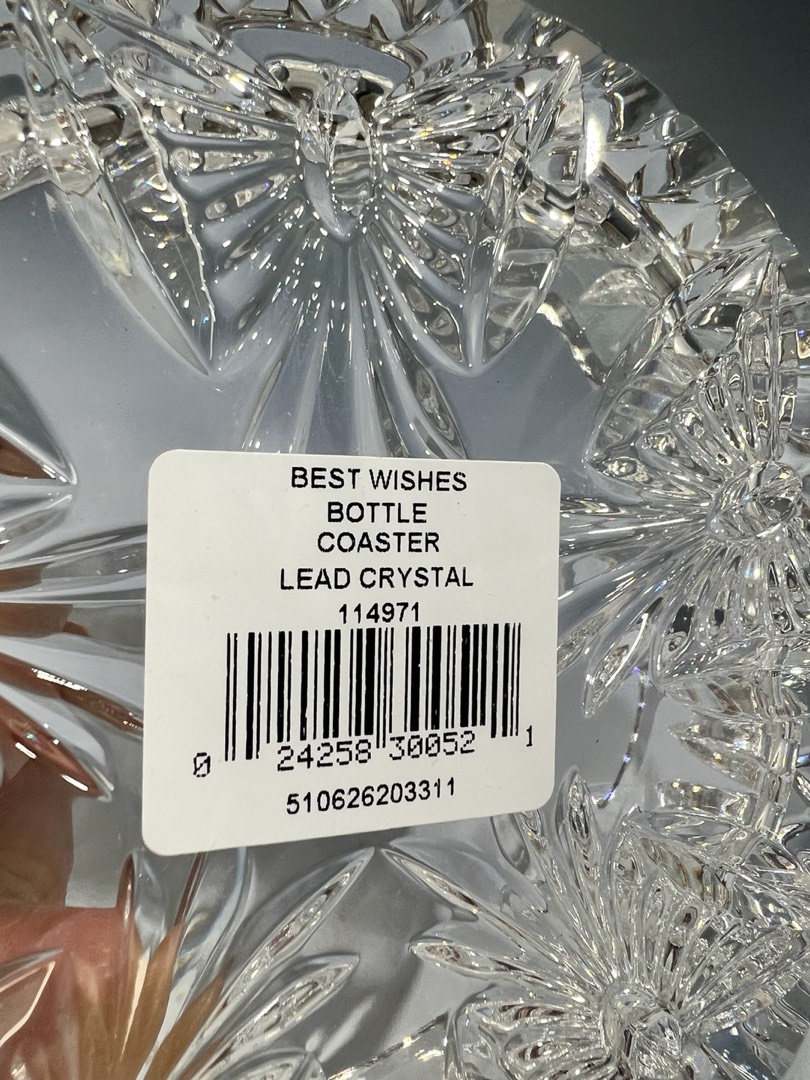 BEST WISHES
BOTTLE
COASTER
LEAD CRYSTAL
114971
0 24258 30052 1
510626203311